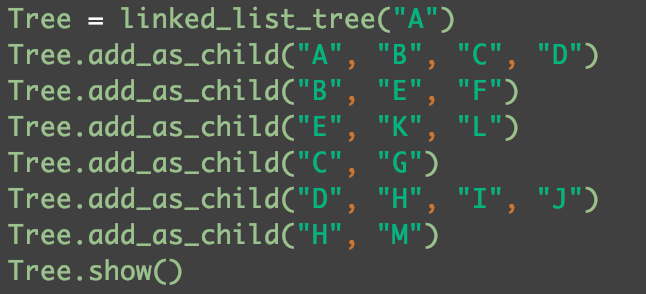 Tree = linked_list_tree("A")
Tree.add_as_child("A", "B", "C", "D")
Tree.add_as_child("B", "E", "F")
Tree.add_as_child("E", "K", "L")
Tree.add_as_child("C", "G")
Tree.add_as_child("D", "H", "I", "J")
Tree.add_as_child("H", "M")
Tree.show()